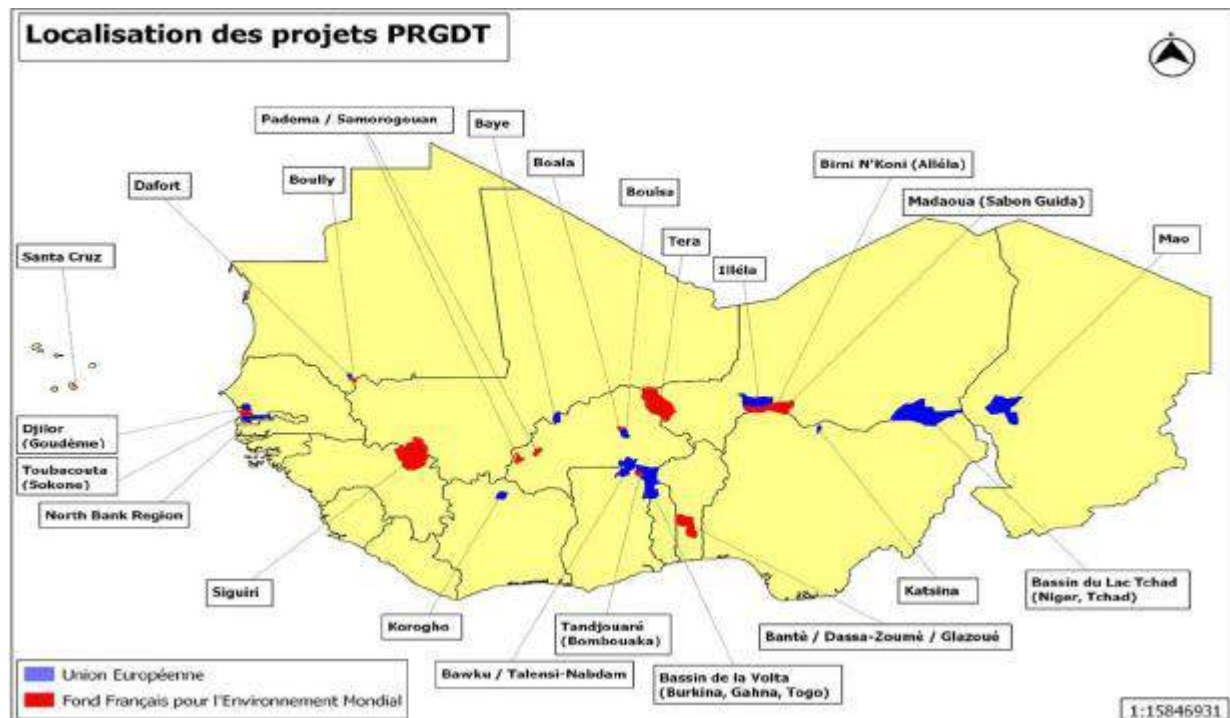 Localisation des projets PRGDT
Padema / Samorogouan
Baye
Boala
Birni N'Koni (Alléla)
Dafort
Boully
Boulsa
Madaoua (Sabon Guida)
Santa Cruz
Tera
Illéla
Mao
Djilor
(Goudème)
Toubacouta
(Sokone)
North Bank Region
Siguiri
Korogho
Tandjouaré
(Bombouaka)
Katsina
Bassin du Lac Tchad
(Niger, Tchad)
Bantè / Dassa-Zoumè / Glazoué
Bawku / Talensi-Nabdam
Bassin de la Volta
(Burkina, Gahna, Togo)
Union Européenne
Fond Français pour l'Environnement Mondial
1:15846931